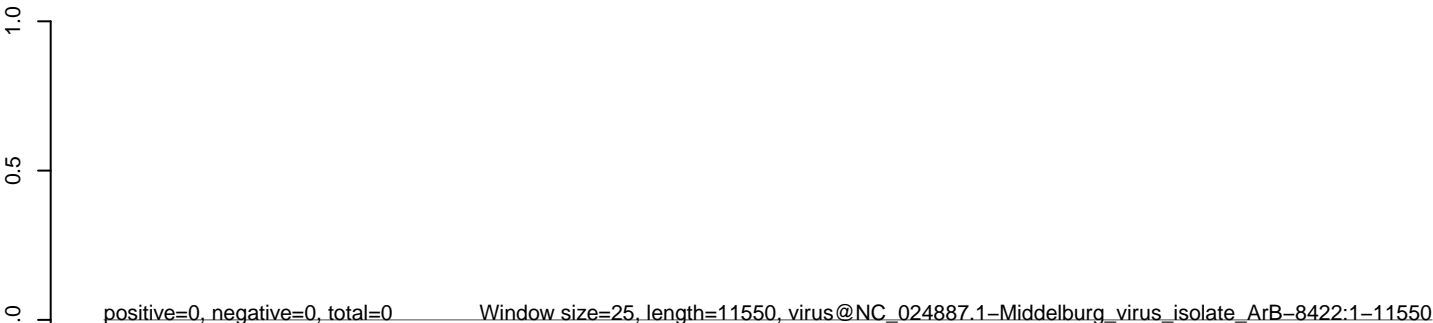 1.0
0.5
.0
positive=0, negative=0, total=0
Window size=25, length=11550, virus@NC_024887.1−Middelburg_virus_isolate_ArB−8422:1−11550